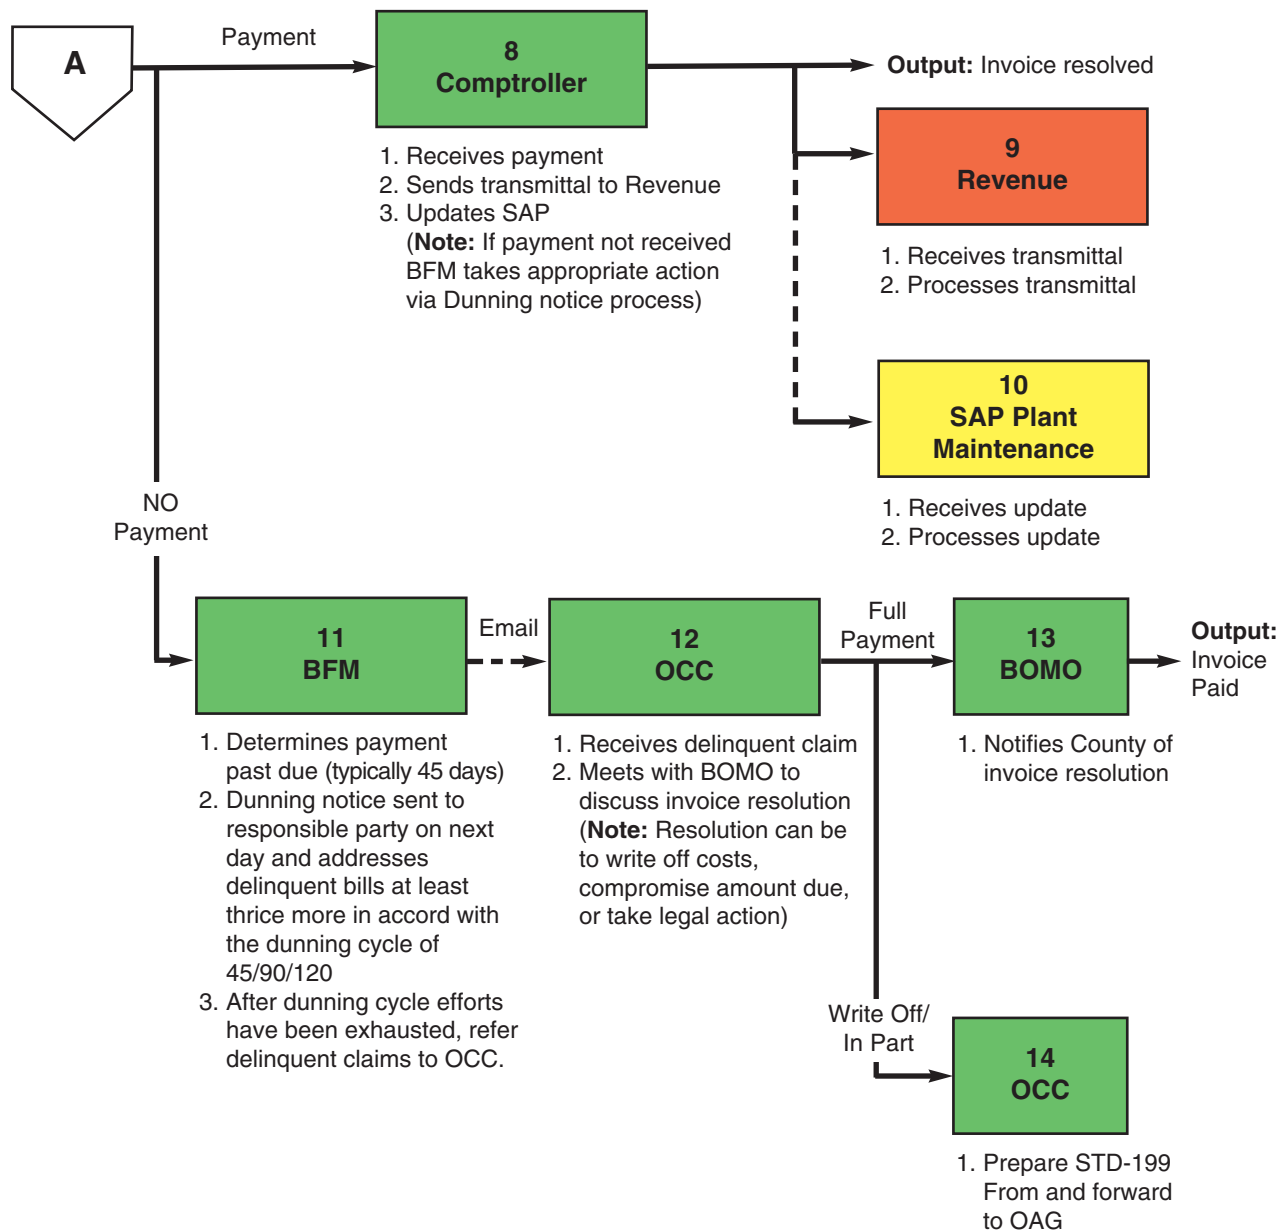 A
Payment
8
Comptroller
Output: Invoice resolved
1. Receives payment
2. Sends transmittal to Revenue
3. Updates SAP
(Note: If payment not received
BFM takes appropriate action
via Dunning notice process)
9
Revenue
1. Receives transmittal
2. Processes transmittal
10
SAP Plant
Maintenance
1. Receives update
2. Processes update
NO
Payment
11
BFM
Email
12
OCC
Full
Payment
13
BOMO
Output:
Invoice
Paid
1. Determines payment
past due (typically 45 days)
2. Dunning notice sent to
responsible party on next
day and addresses
delinquent bills at least
thrice more in accord with
the dunning cycle of
45/90/120
3. After dunning cycle efforts
have been exhausted, refer
delinquent claims to OCC.
1. Receives delinquent claim
2. Meets with BOMO to
discuss invoice resolution
(Note: Resolution can be
to write off costs,
compromise amount due,
or take legal action)
1. Notifies County of
invoice resolution
Write Off/
In Part
14
OCC
1. Prepare STD-199
From and forward
to OAG